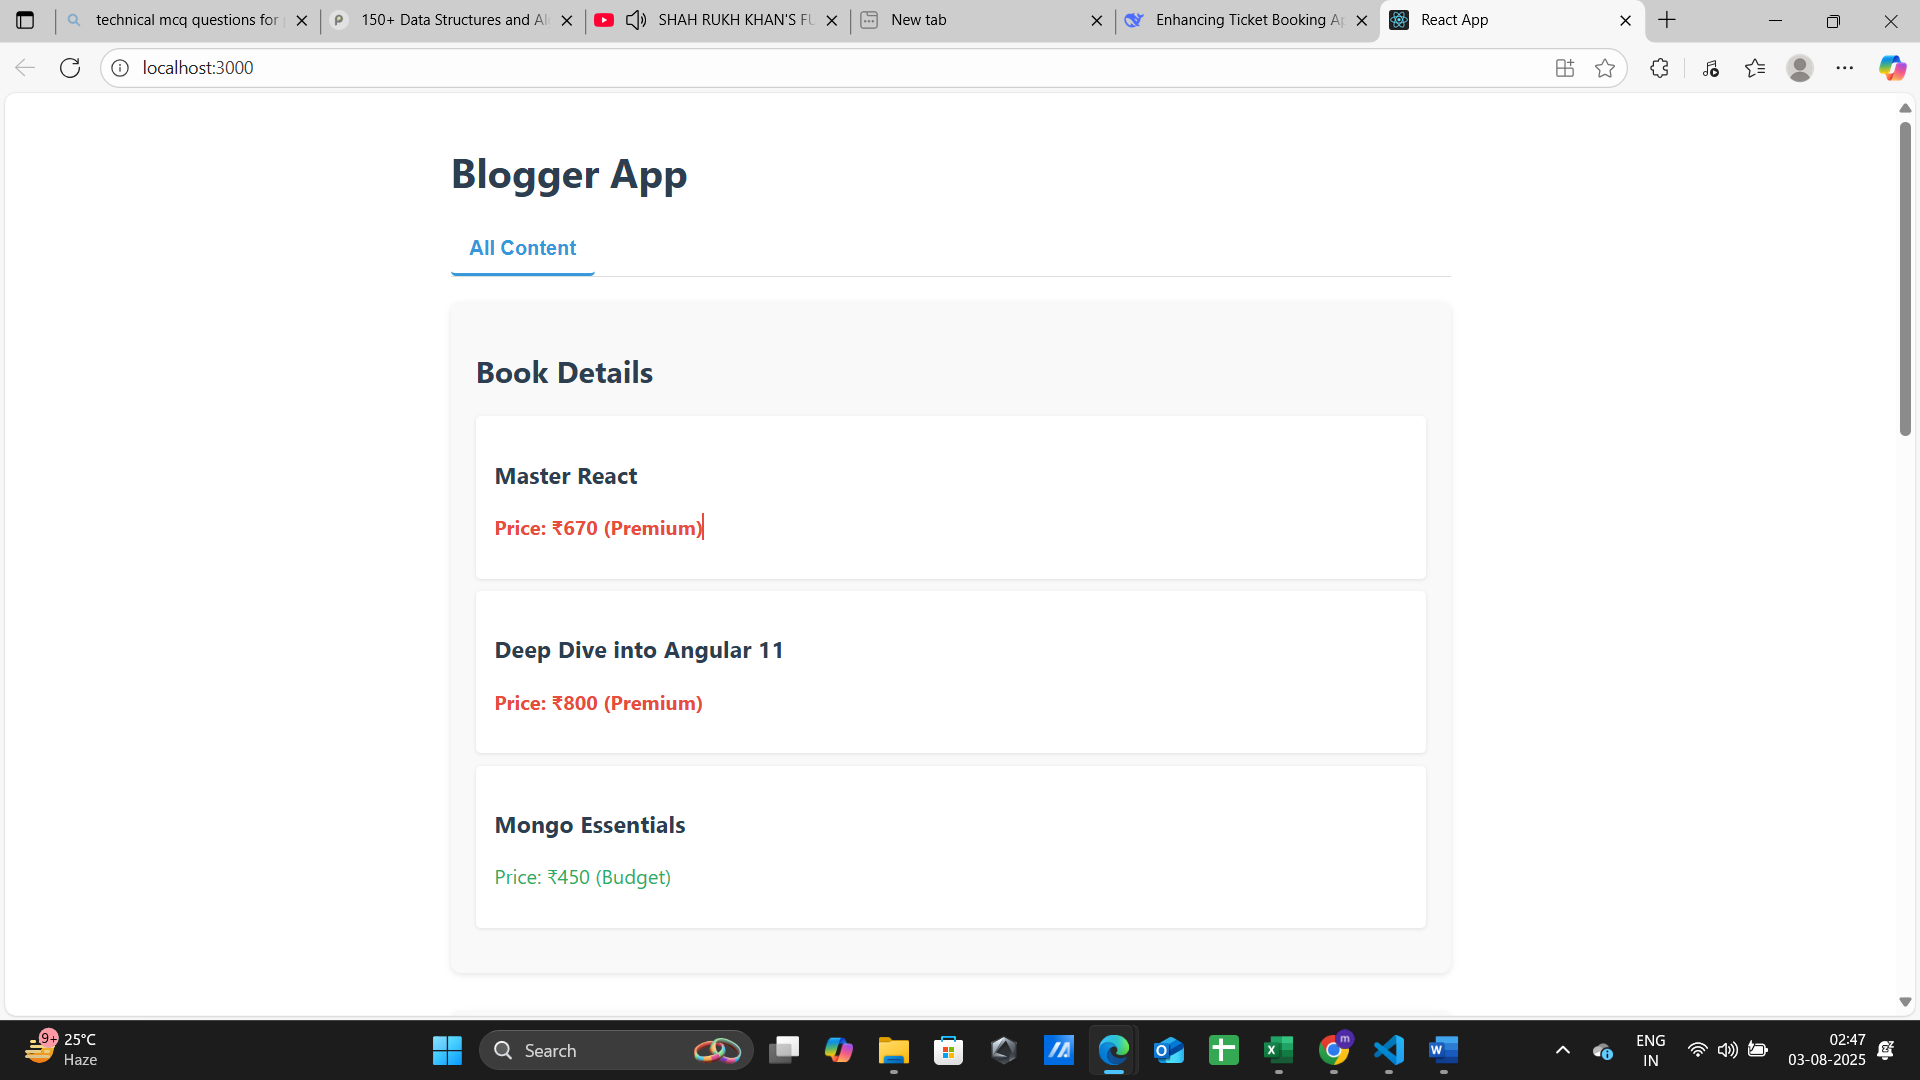 technical mcq questions for
150+ Data Structures and Al
SHAH RUKH KHAN'S FU
New tab
Enhancing Ticket Booking Ap
React App
localhost:3000
Blogger App
All Content
Book Details
Master React
Price: ₹670 (Premium)
Deep Dive into Angular 11
Price: ₹800 (Premium)
Mongo Essentials
Price: ₹450 (Budget)
9+
25°C
Haze
Search
m
ENG
IN
02:47
03-08-2025